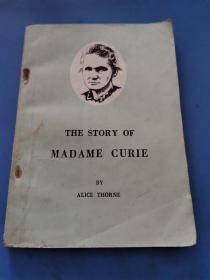 THE STORY OF
MADAME CURIE
BY
ALICE THORNE